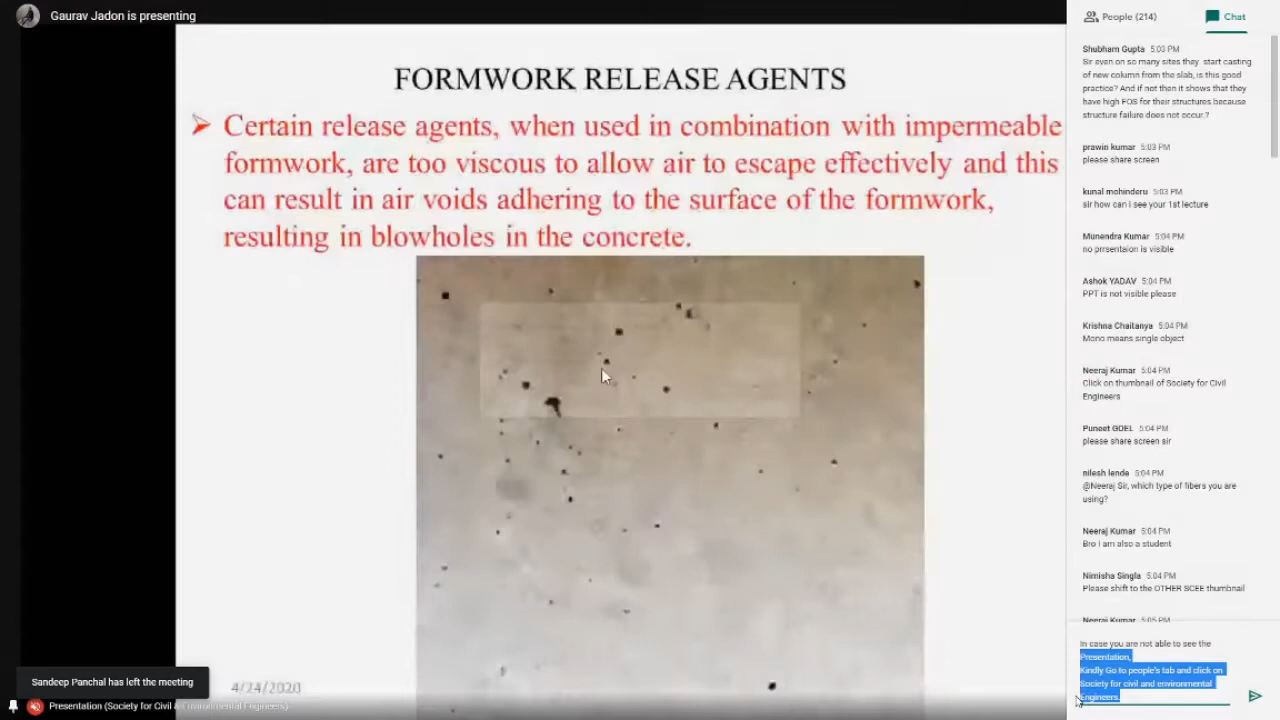 Gaurav Jadon is presenting
FORMWORK RELEASE AGENTS
➤ Certain release agents, when used in combination with impermeable
formwork, are too viscous to allow air to escape effectively and this
can result in air voids adhering to the surface of the formwork,
resulting in blowholes in the concrete.
Sandeep Panchal has left the meeting
4/24/2020
Presentation (Society for Civil & Environmental Engineers)
People (214)
Chat
Shubham Gupta 5:03 PM
Sir even on so many sites they start casting
of new column from the slab, is this good
practice? And if not then it shows that they
have high FOS for their structures because
structure failure does not occur.?
prawin kumar 5:03 PM
please share screen
kunal mohinderu 5:03 PM
sir how can i see your 1st lecture
Munendra Kumar 5:04 PM
no prrsentaion is visible
Ashok YADAV 5:04 PM
PPT is not visible please
Krishna Chaitanya 5:04 PM
Mono means single object
Neeraj Kumar 5:04 PM
Click on thumbnail of Society for Civil
Engineers
Puneet GOEL 5:04 PM
please share screen sir
nilesh lende 5:04 PM
@Neeraj Sir, which type of fibers you are
using?
Neeraj Kumar 5:04 PM
Bro i am also a student
Nimisha Singla 5:04 PM
Please shift to the OTHER SCEE thumbnail
Neeraj Kumar 5:05 PM
In case you are not able to see the
Presentation,
Kindly Go to people's tab and click on
Society for civil and environmental
Engineers.